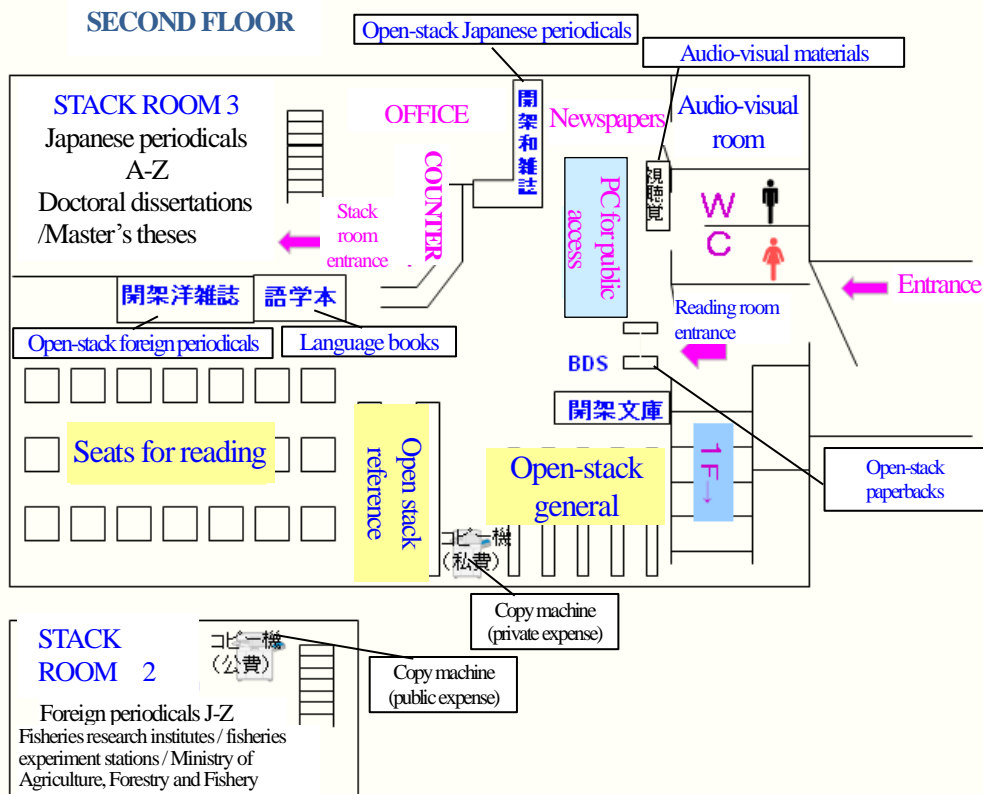 SECOND FLOOR
Open-stack Japanese periodicals
Audio-visual materials
STACK ROOM 3
Japanese periodicals
A-Z
Doctoral dissertations
/Master's theses
OFFICE
開架和雑誌
Newspapers
Audio-visual
room
COUNTER
Stack
room
entrance
PC for public
access
視聴覚
W
C
Entrance
開架洋雑誌
語学本
Open-stack foreign periodicals
Language books
Reading room
entrance
BDS
開架文庫
Seats for reading
Open stack
reference
Open-stack
general
1F→
Open-stack
paperbacks
コピー機
(私費)
Copy machine
(private expense)
STACK
ROOM 2
コピー機
(公費)
Copy machine
(public expense)
Foreign periodicals J-Z
Fisheries research institutes / fisheries
experiment stations / Ministry of
Agriculture, Forestry and Fishery